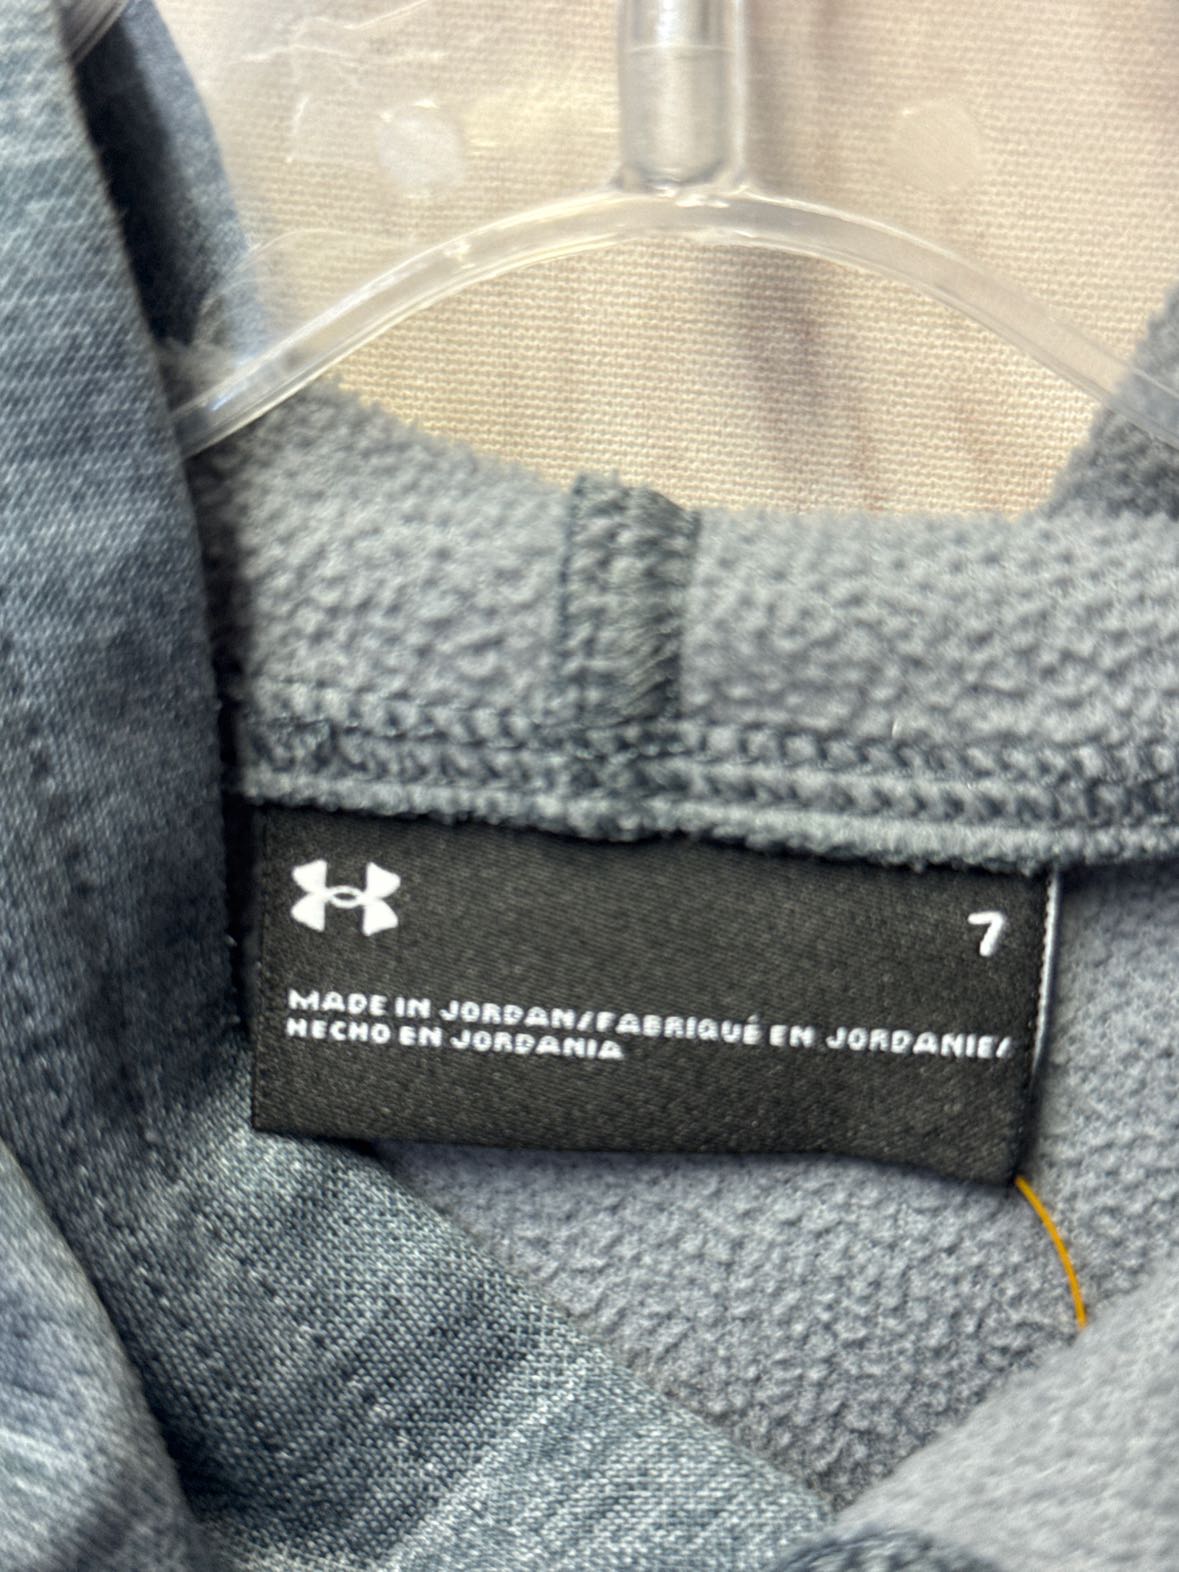 7
MADE IN JORDAN/FABRIQUÉ EN JORDANIE/
HECHO EN JORDANIA